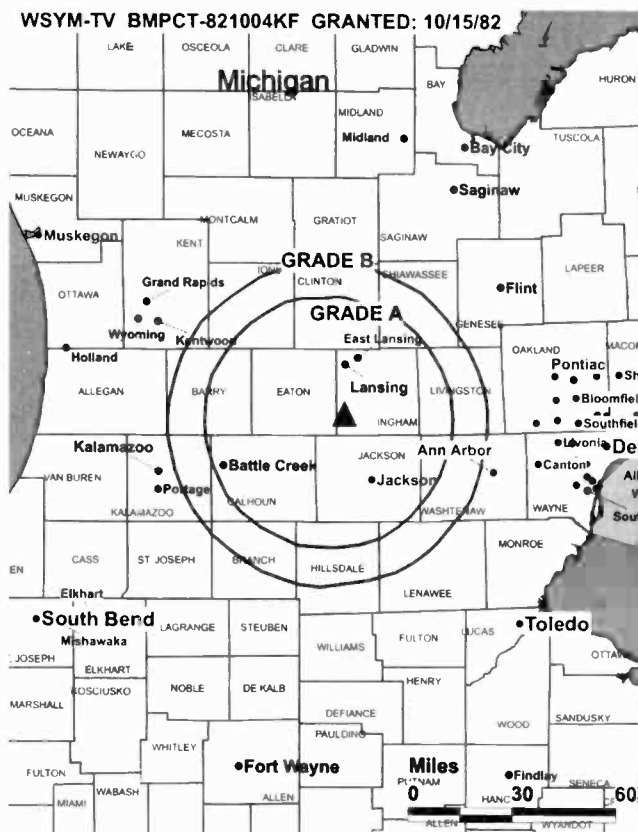 WSYM-TV BMPCT-821004KF GRANTED: 10/15/82
LAKE OSCEOLA CLARE GLADWIN
Michigan
BAY
HURON
ISABELLA
MIDLAND
OCEANA
MECOSTA
Midland
NEWAYGO
TUSCOLA
Bay City
Saginaw
MUSKEGON
MONTCALM
GRATIOT
SAGINAW
Muskegon
KENT
GRADE B
IONIA
SHIAWASSEE
CLINTON
LAPEER
Grand Rapids
Flint
OTTAWA
GRADE A
GENESEE
Wyoming
Kentwood
East Lansing
Holland
OAKLAND
Pontiac
Lansing
ALLEGAN
BARRY
EATON
LIVINGSTON
Bloomfield
INGHAM
Southfield
Kalamazoo
JACKSON
Ann Arbor
Livonia
De
Battle Creek
Canton
VAN BUREN
Portage
Jackson
CALHOUN
WASHTENAW
WAYNE
KALAMAZOO
MONROE
CASS
ST JOSEPH
BRANCH
HILLSDALE
LENAWEE
Elkhart
South Bend
LAGRANGE
STEUBEN
Toledo
Mishawaka
WILLIAMS
FULTON
LUCAS
JOSEPH
ELKHART
KOSCIUSKO
NOBLE
DE KALB
HENRY
MARSHALL
DEFIANCE
WOOD
SANDUSKY
PAULDING
WHITLEY
Fort Wayne
Miles
FULTON
PUTNAM
Findlay
SENECA
WABASH
ALLEN
0 30 60
HANC
MIAMI
ALLEN
WYANDOT